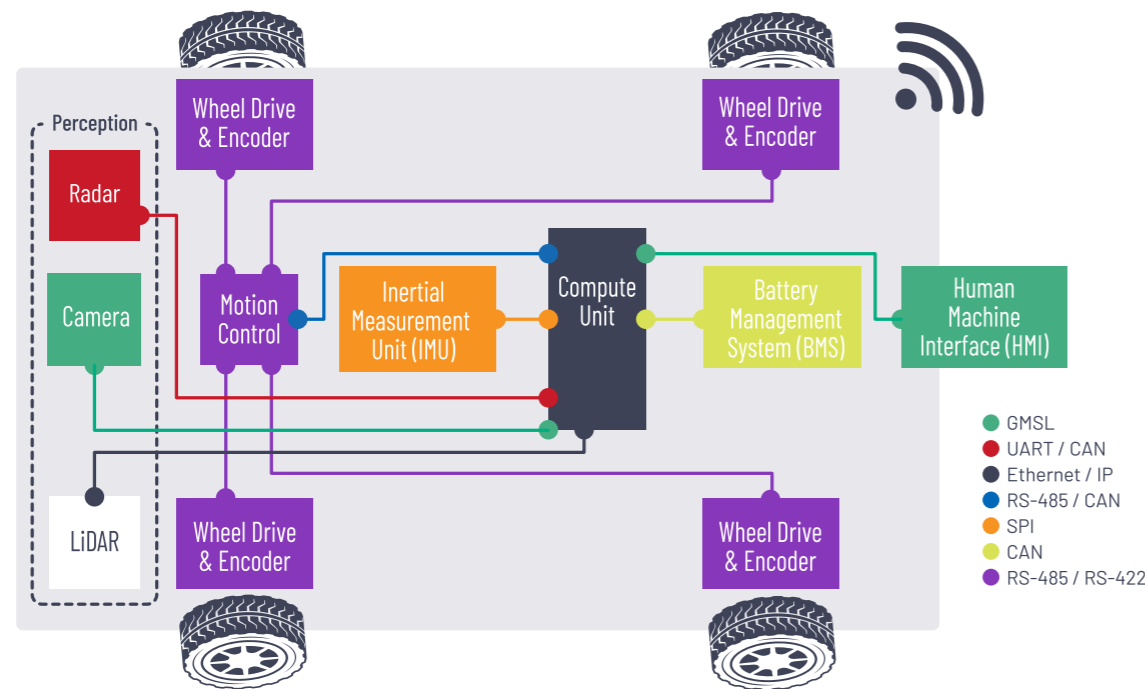 Wheel Drive
& Encoder
Wheel Drive
& Encoder
Perception
Radar
Camera
LiDAR
Motion
Control
Inertial
Measurement
Unit (IMU)
Compute
Unit
Battery
Management
System (BMS)
Human
Machine
Interface (HMI)
Wheel Drive
& Encoder
Wheel Drive
& Encoder
GMSL
UART / CAN
Ethernet / IP
RS-485 / CAN
SPI
CAN
RS-485 / RS-422